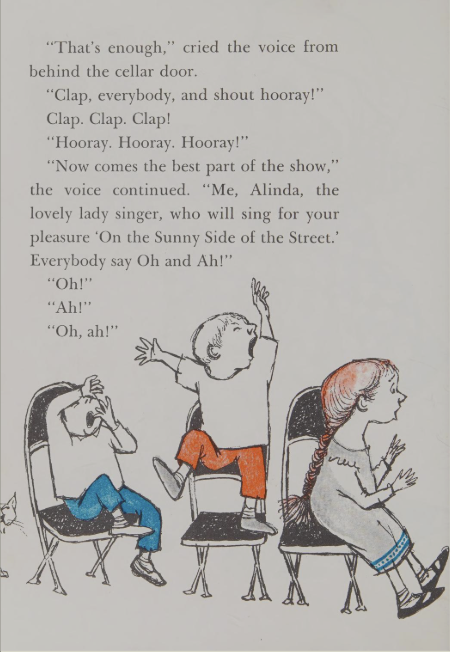 "That's enough," cried the voice from
behind the cellar door.
"Clap, everybody, and shout hooray!"
Clap. Clap. Clap!
"Hooray. Hooray. Hooray!"
"Now comes the best part of the show,"
the voice continued. "Me, Alinda, the
lovely lady singer, who will sing for your
pleasure 'On the Sunny Side of the Street.'
Everybody say Oh and Ah!"
"Oh!"
"Ah!"
"Oh, ah!"